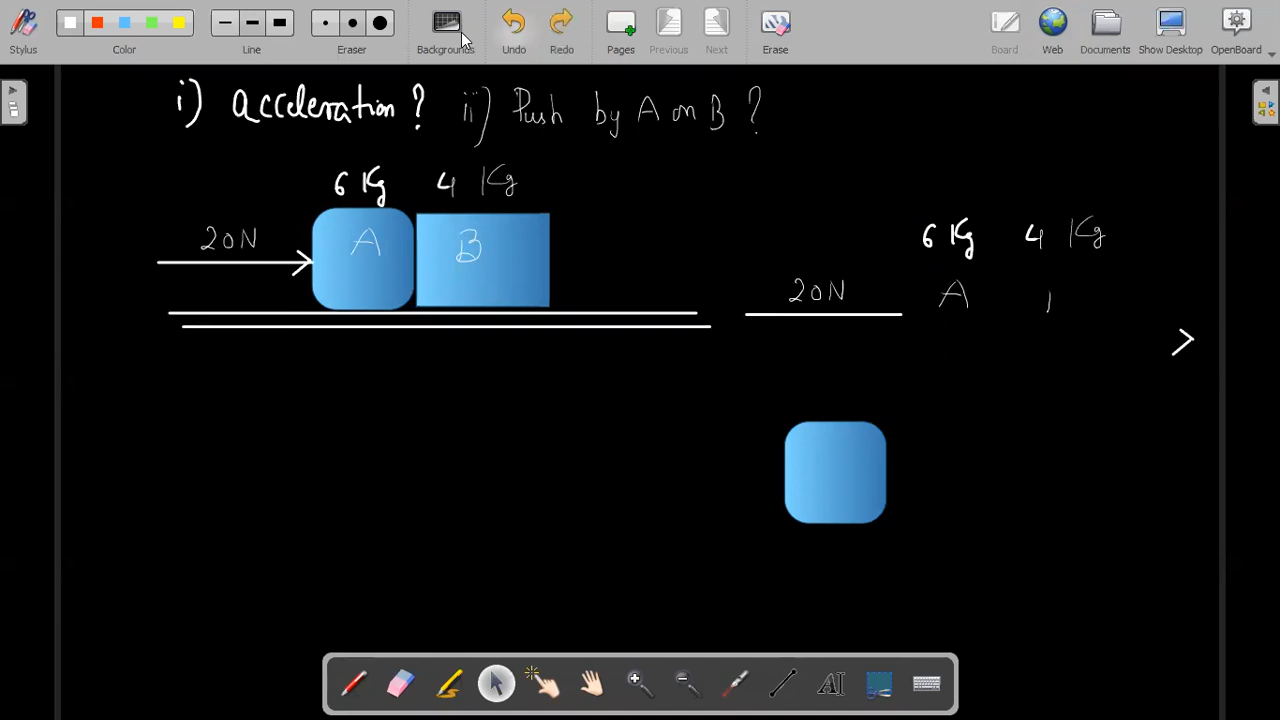 Stylus Color Line Eraser Backgrounds Undo Redo Pages Previous Next Erase Board Web Documents Show Desktop OpenBoard
i) acceleration? ii) Push by A on B ?
6 Kg 4 Kg
20N A B
6 Kg 4 Kg
20N A
AI